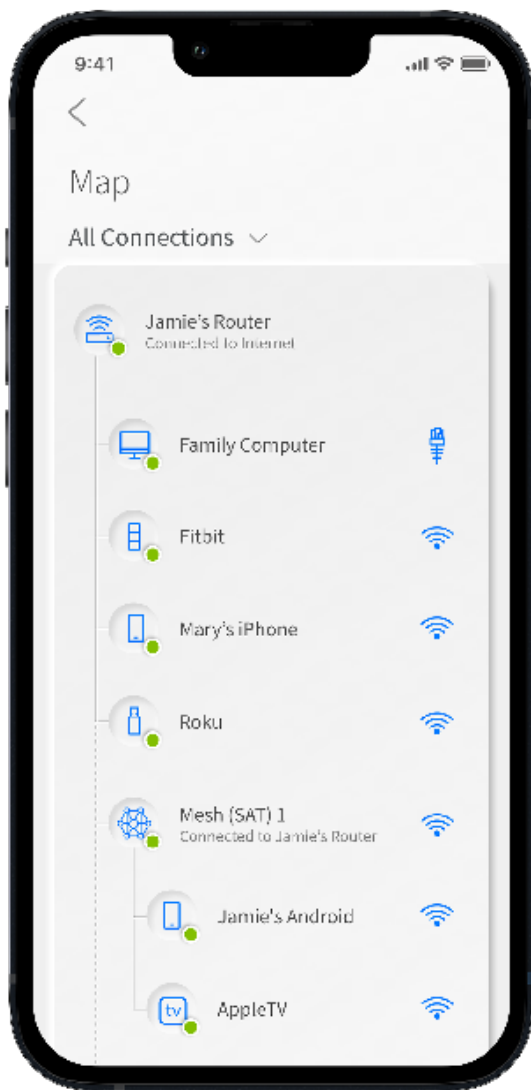 9:41
Map
All Connections
Jamie's Router
Connected to Internet
Family Computer
Fitbit
Mary's iPhone
Roku
Mesh (SAT) 1
Connected to Jamie's Router
Jamie's Android
tv
AppleTV